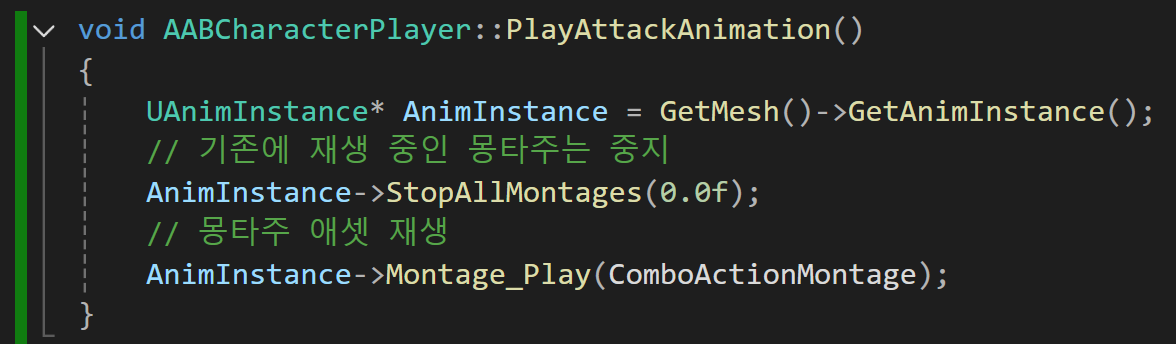 void AABCharacterPlayer::PlayAttackAnimation()
{
UAnimInstance* AnimInstance = GetMesh()->GetAnimInstance();
// 기존에 재생 중인 몽타주는 중지
AnimInstance->StopAllMontages(0.0f);
// 몽타주 애셋 재생
AnimInstance->Montage_Play(ComboActionMontage);
}